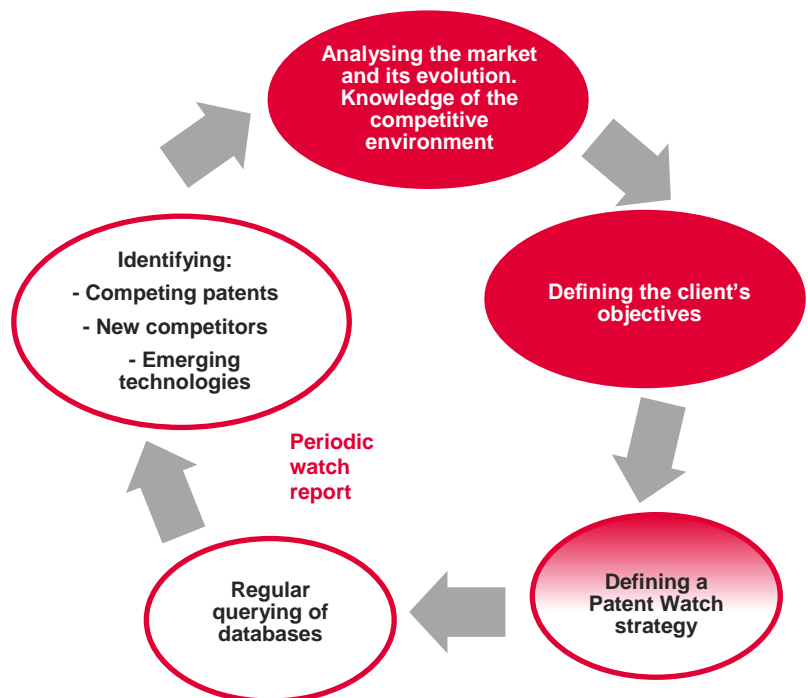 Analysing the market
and its evolution.
Knowledge of the
competitive
environment
Defining the client’s
objectives
Defining a
Patent Watch
strategy
Regular
querying of
databases
Identifying:
- Competing patents
- New competitors
- Emerging
technologies
Periodic
watch
report